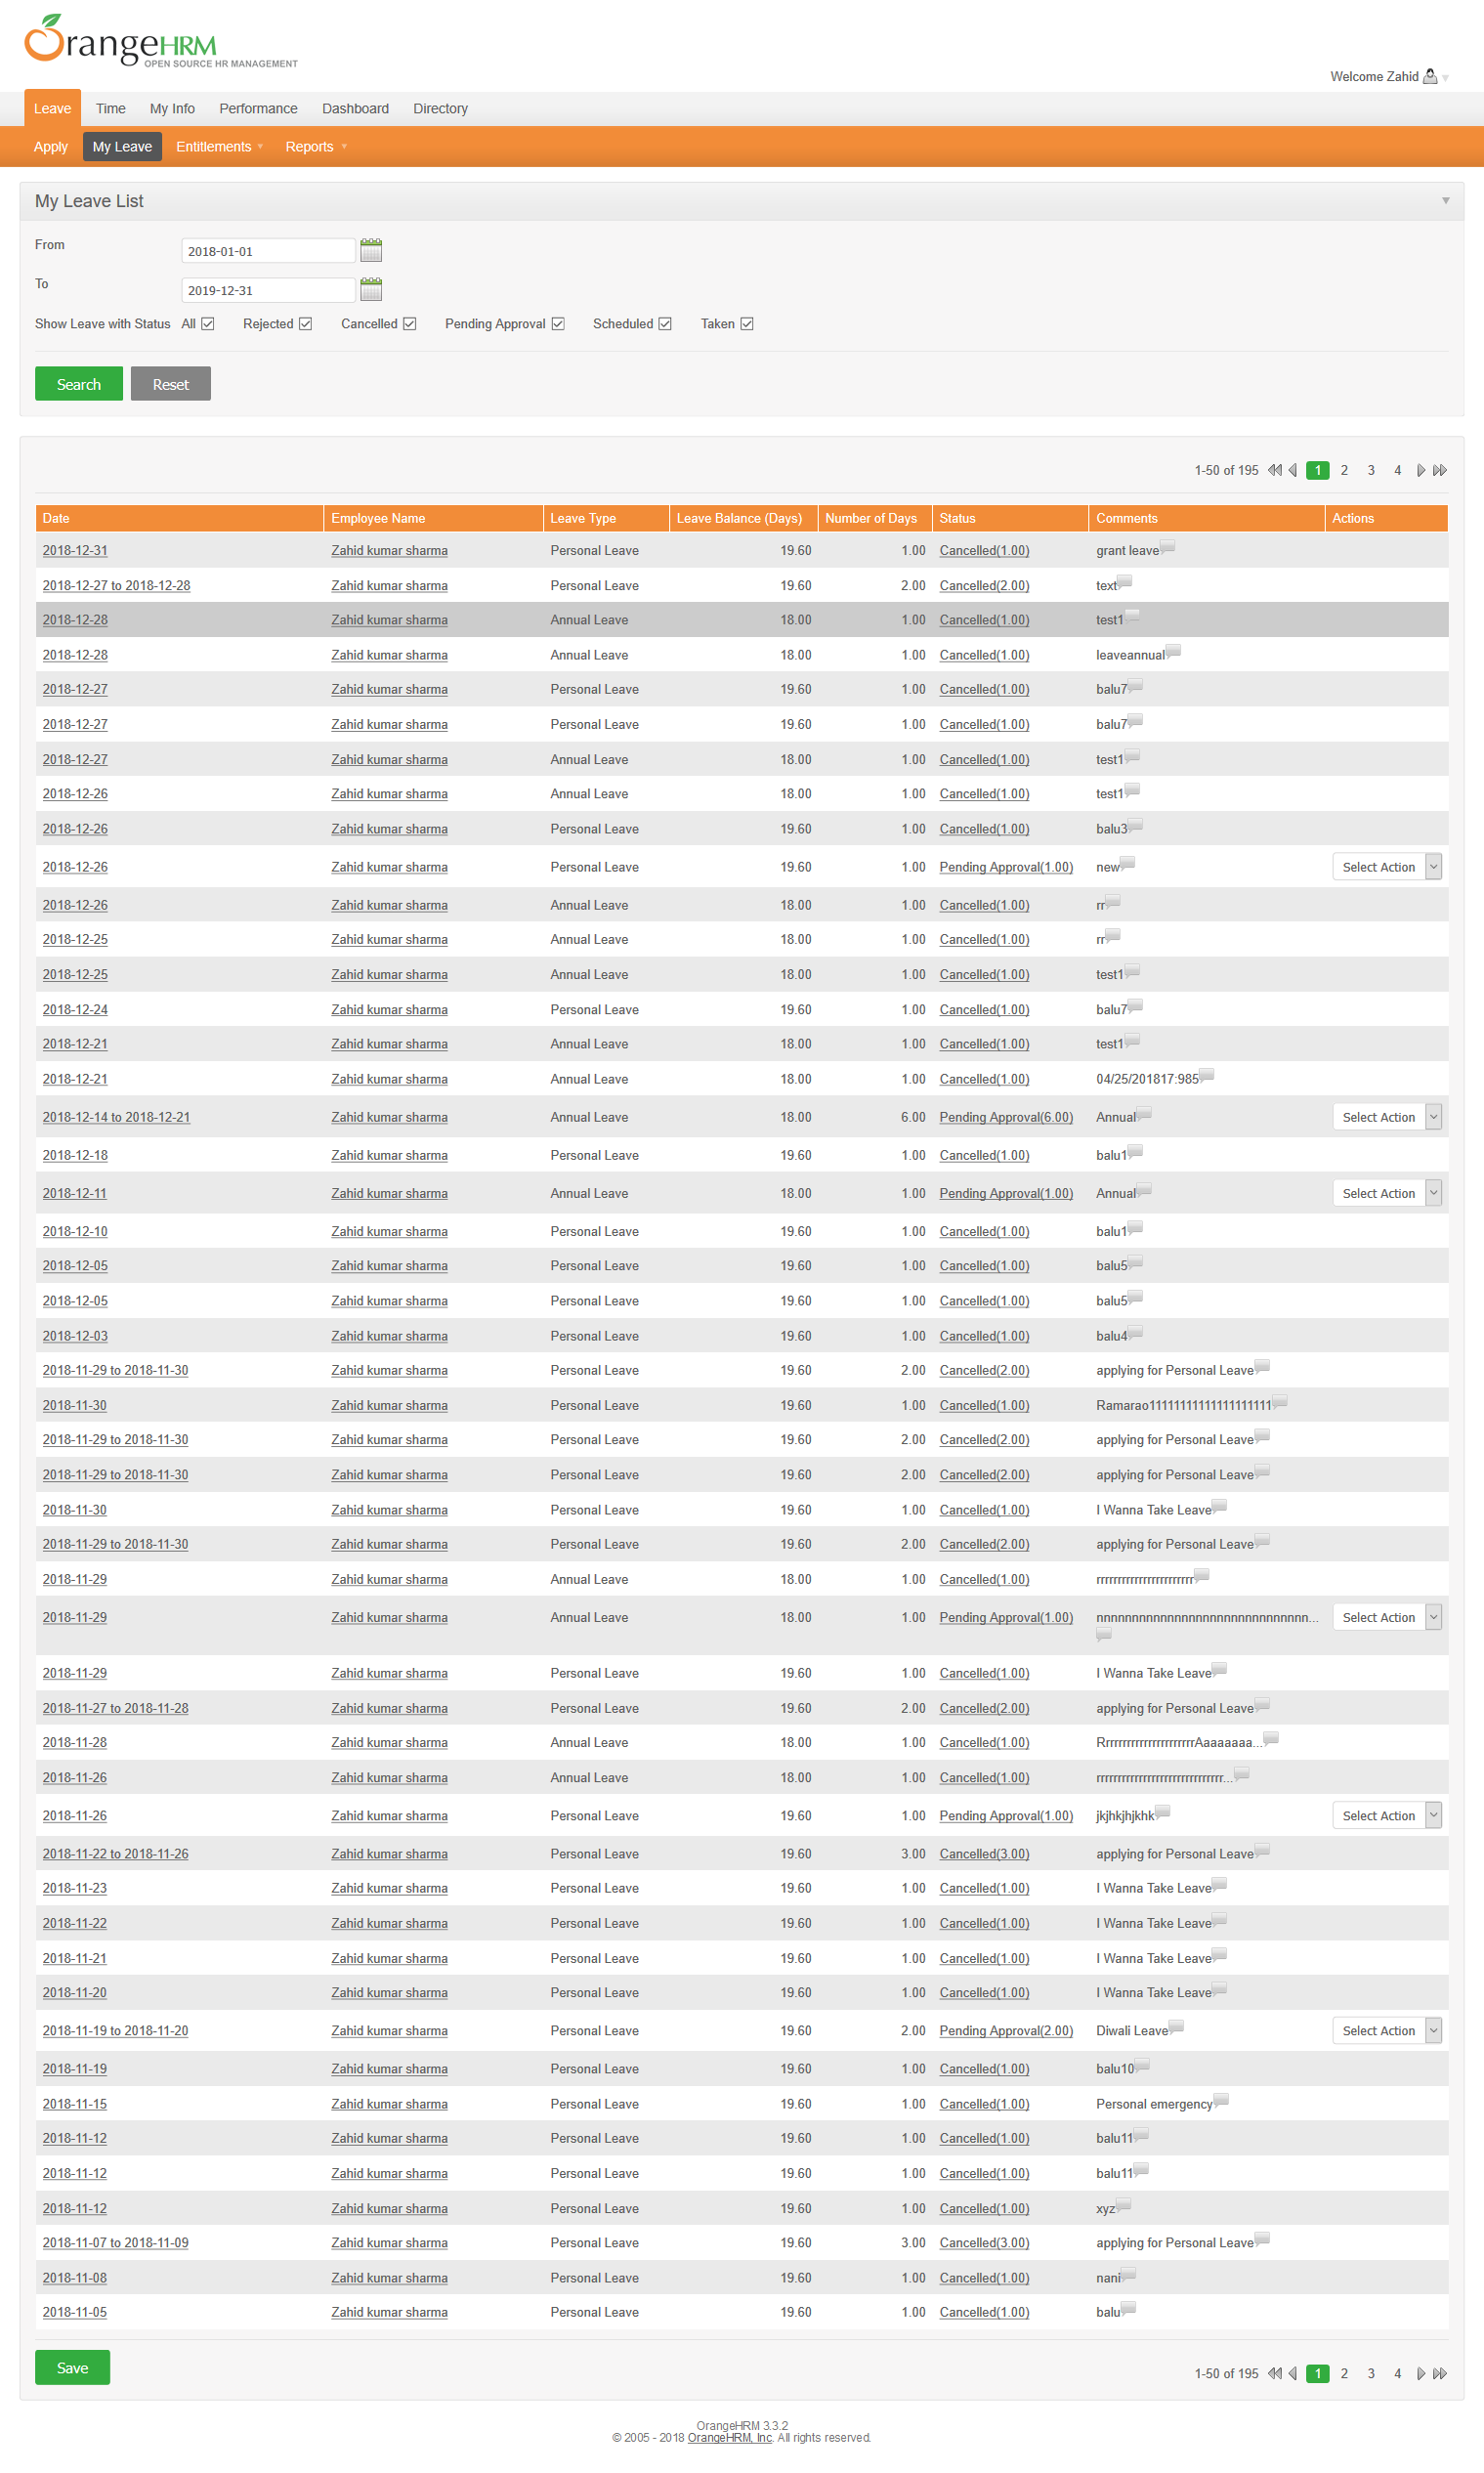 OrangeHRM
OPEN SOURCE HR MANAGEMENT
Welcome Zahid
Leave Time My Info Performance Dashboard Directory
Apply My Leave Entitlements Reports
My Leave List
From 2018-01-01
To 2019-12-31
Show Leave with Status All Rejected Cancelled Pending Approval Scheduled Taken
Search Reset
1-50 of 195 1 2 3 4
Date Employee Name Leave Type Leave Balance (Days) Number of Days Status Comments Actions
2018-12-31 Zahid kumar sharma Personal Leave 19.60 1.00 Cancelled(1.00) grant leave
2018-12-27 to 2018-12-28 Zahid kumar sharma Personal Leave 19.60 2.00 Cancelled(2.00) text
2018-12-28 Zahid kumar sharma Annual Leave 18.00 1.00 Cancelled(1.00) test1
2018-12-28 Zahid kumar sharma Annual Leave 18.00 1.00 Cancelled(1.00) leaveannual
2018-12-27 Zahid kumar sharma Personal Leave 19.60 1.00 Cancelled(1.00) balu7
2018-12-27 Zahid kumar sharma Personal Leave 19.60 1.00 Cancelled(1.00) balu7
2018-12-27 Zahid kumar sharma Annual Leave 18.00 1.00 Cancelled(1.00) test1
2018-12-26 Zahid kumar sharma Annual Leave 18.00 1.00 Cancelled(1.00) test1
2018-12-26 Zahid kumar sharma Personal Leave 19.60 1.00 Cancelled(1.00) balu3
2018-12-26 Zahid kumar sharma Personal Leave 19.60 1.00 Pending Approval(1.00) new Select Action
2018-12-26 Zahid kumar sharma Annual Leave 18.00 1.00 Cancelled(1.00) rr
2018-12-25 Zahid kumar sharma Annual Leave 18.00 1.00 Cancelled(1.00) rr
2018-12-25 Zahid kumar sharma Annual Leave 18.00 1.00 Cancelled(1.00) test1
2018-12-24 Zahid kumar sharma Personal Leave 19.60 1.00 Cancelled(1.00) balu7
2018-12-21 Zahid kumar sharma Annual Leave 18.00 1.00 Cancelled(1.00) test1
2018-12-21 Zahid kumar sharma Annual Leave 18.00 1.00 Cancelled(1.00) 04/25/201817:985
2018-12-14 to 2018-12-21 Zahid kumar sharma Annual Leave 18.00 6.00 Pending Approval(6.00) Annual Select Action
2018-12-18 Zahid kumar sharma Personal Leave 19.60 1.00 Cancelled(1.00) balu1
2018-12-11 Zahid kumar sharma Annual Leave 18.00 1.00 Pending Approval(1.00) Annual Select Action
2018-12-10 Zahid kumar sharma Personal Leave 19.60 1.00 Cancelled(1.00) balu1
2018-12-05 Zahid kumar sharma Personal Leave 19.60 1.00 Cancelled(1.00) balu5
2018-12-05 Zahid kumar sharma Personal Leave 19.60 1.00 Cancelled(1.00) balu5
2018-12-03 Zahid kumar sharma Personal Leave 19.60 1.00 Cancelled(1.00) balu4
2018-11-29 to 2018-11-30 Zahid kumar sharma Personal Leave 19.60 2.00 Cancelled(2.00) applying for Personal Leave
2018-11-30 Zahid kumar sharma Personal Leave 19.60 1.00 Cancelled(1.00)
2018-11-29 to 2018-11-30 Zahid kumar sharma Personal Leave 19.60 2.00 Cancelled(2.00) applying for Personal Leave
2018-11-29 to 2018-11-30 Zahid kumar sharma Personal Leave 19.60 2.00 Cancelled(2.00) applying for Personal Leave
2018-11-30 Zahid kumar sharma Personal Leave 19.60 1.00 Cancelled(1.00) I Wanna Take Leave
2018-11-29 to 2018-11-30 Zahid kumar sharma Personal Leave 19.60 2.00 Cancelled(2.00) applying for Personal Leave
2018-11-29 Zahid kumar sharma Annual Leave 18.00 1.00 Cancelled(1.00)
2018-11-29 Zahid kumar sharma Annual Leave 18.00 1.00 Pending Approval(1.00) Select Action
2018-11-29 Zahid kumar sharma Personal Leave 19.60 1.00 Cancelled(1.00) I Wanna Take Leave
2018-11-27 to 2018-11-28 Zahid kumar sharma Personal Leave 19.60 2.00 Cancelled(2.00) applying for Personal Leave
2018-11-28 Zahid kumar sharma Annual Leave 18.00 1.00 Cancelled(1.00)
2018-11-26 Zahid kumar sharma Annual Leave 18.00 1.00 Cancelled(1.00)
2018-11-26 Zahid kumar sharma Personal Leave 19.60 1.00 Pending Approval(1.00) jkjhkjhjkhk Select Action
2018-11-22 to 2018-11-26 Zahid kumar sharma Personal Leave 19.60 3.00 Cancelled(3.00) applying for Personal Leave
2018-11-23 Zahid kumar sharma Personal Leave 19.60 1.00 Cancelled(1.00) I Wanna Take Leave
2018-11-22 Zahid kumar sharma Personal Leave 19.60 1.00 Cancelled(1.00) I Wanna Take Leave
2018-11-21 Zahid kumar sharma Personal Leave 19.60 1.00 Cancelled(1.00) I Wanna Take Leave
2018-11-20 Zahid kumar sharma Personal Leave 19.60 1.00 Cancelled(1.00) I Wanna Take Leave
2018-11-19 to 2018-11-20 Zahid kumar sharma Personal Leave 19.60 2.00 Pending Approval(2.00) Diwali Leave Select Action
2018-11-19 Zahid kumar sharma Personal Leave 19.60 1.00 Cancelled(1.00) balu10
2018-11-15 Zahid kumar sharma Personal Leave 19.60 1.00 Cancelled(1.00) Personal emergency
2018-11-12 Zahid kumar sharma Personal Leave 19.60 1.00 Cancelled(1.00) balu11
2018-11-12 Zahid kumar sharma Personal Leave 19.60 1.00 Cancelled(1.00) balu11
2018-11-12 Zahid kumar sharma Personal Leave 19.60 1.00 Cancelled(1.00) xyz
2018-11-07 to 2018-11-09 Zahid kumar sharma Personal Leave 19.60 3.00 Cancelled(3.00) applying for Personal Leave
2018-11-08 Zahid kumar sharma Personal Leave 19.60 1.00 Cancelled(1.00) nani
2018-11-05 Zahid kumar sharma Personal Leave 19.60 1.00 Cancelled(1.00) balu
Save 1-50 of 195 1 2 3 4
OrangeHRM 3.3.2
© 2005 - 2018 OrangeHRM, Inc. All rights reserved.